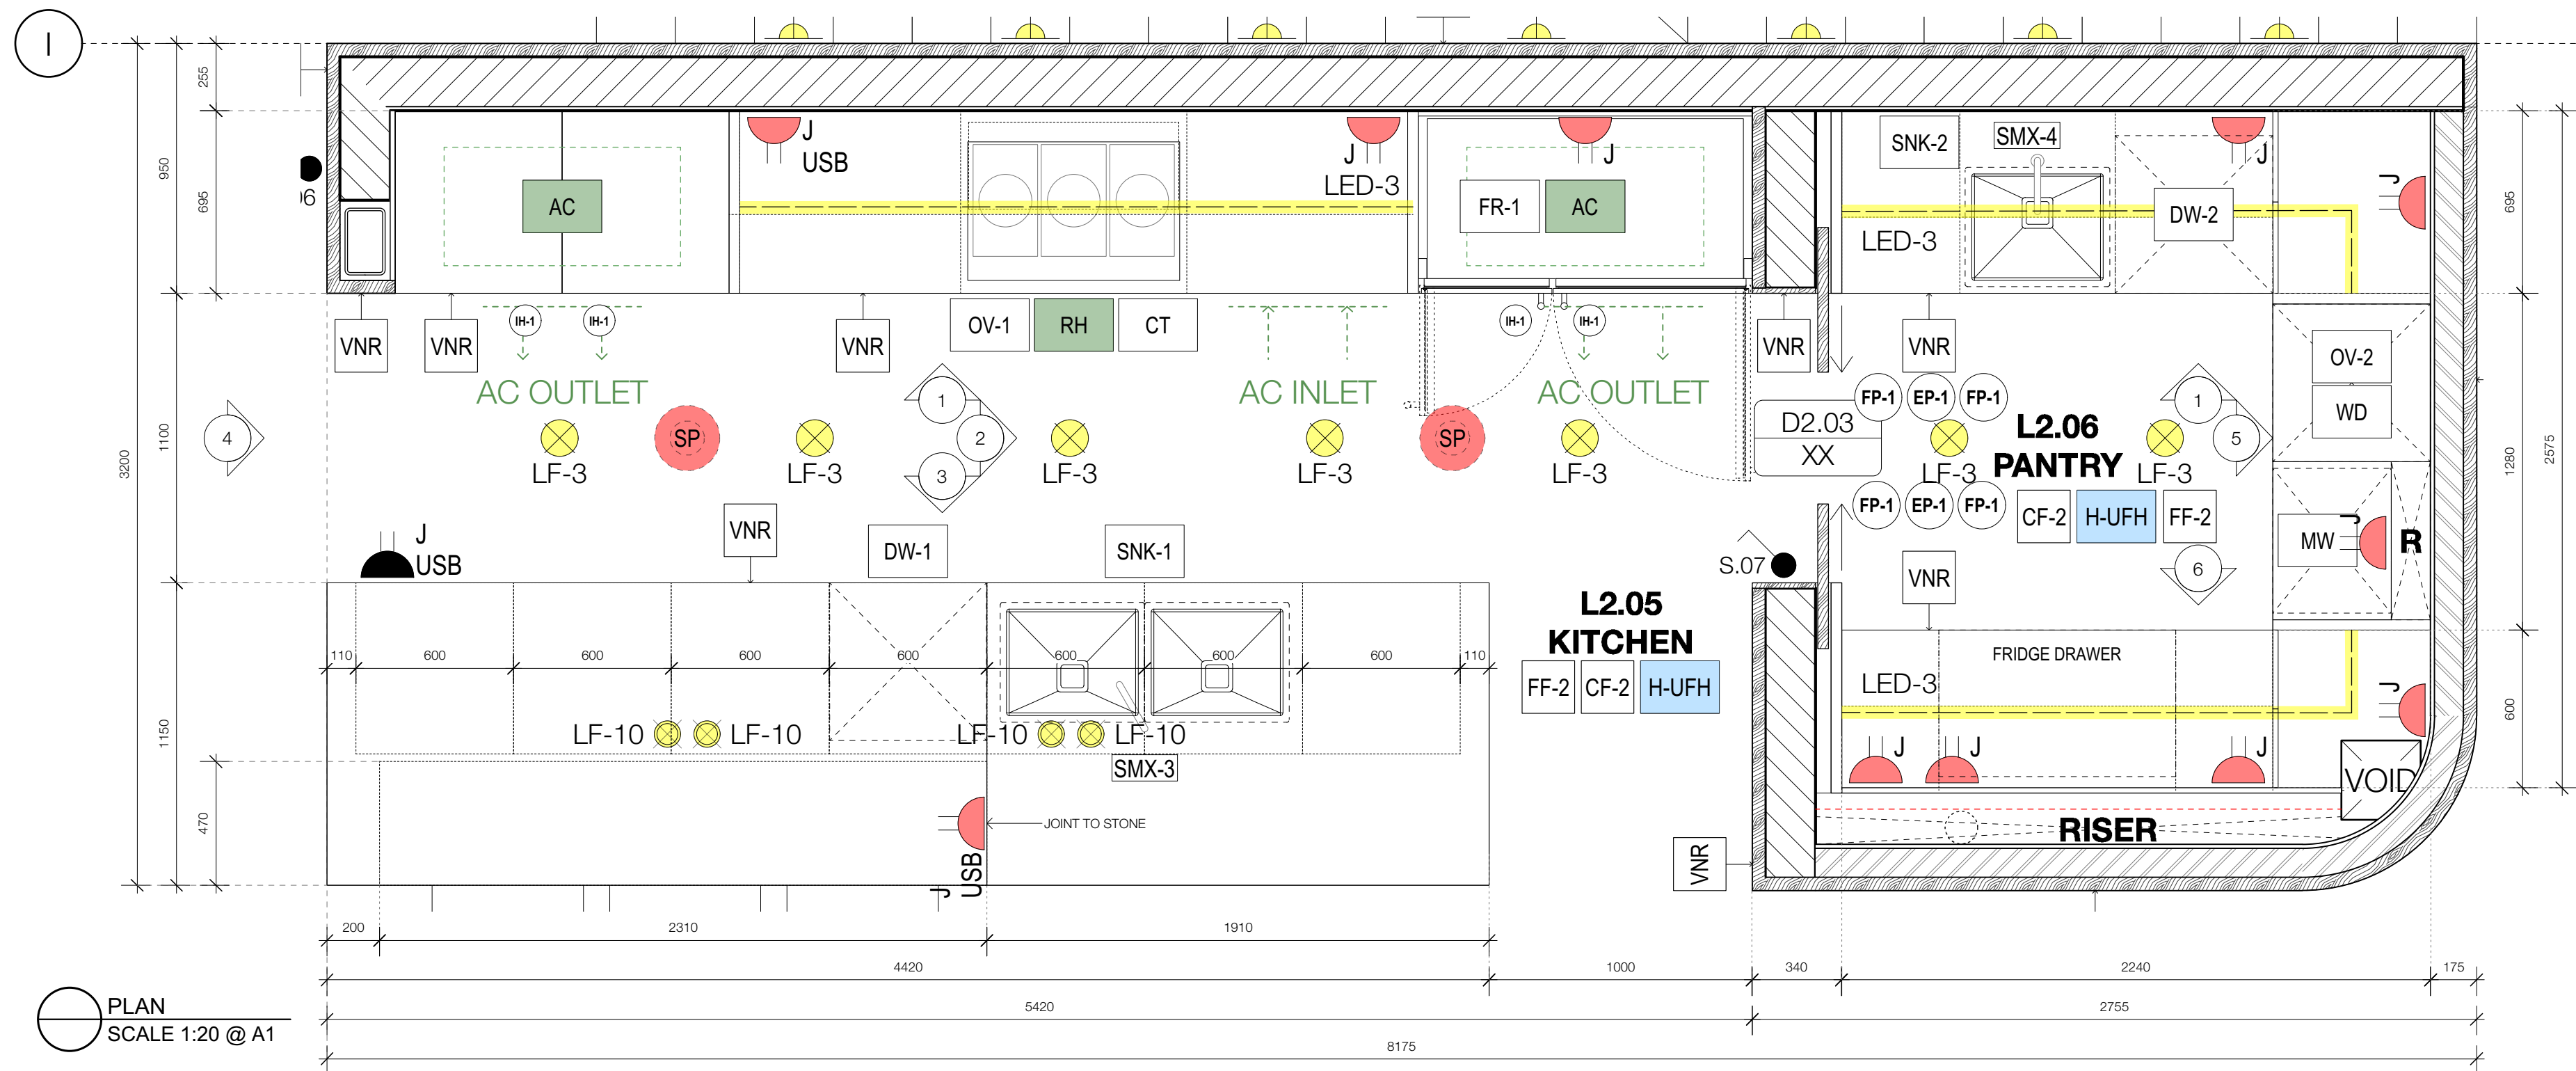 I
255
950
695
3200
1100
1150
470
J
USB
J
LED-3
J
AC
FR-1
AC
SNK-2
SMX-4
J
J
DW-2
LED-3
695
VNR
VNR
IH-1
IH-1
VNR
OV-1
RH
CT
IH-1
IH-1
VNR
VNR
OV-2
WD
AC OUTLET
AC INLET
AC OUTLET
4
LF-3
SP
LF-3
1
2
3
LF-3
LF-3
SP
LF-3
D2.03
XX
FP-1
EP-1
FP-1
LF-3
L2.06
PANTRY
LF-3
1
5
1280
2575
FP-1
EP-1
FP-1
CF-2
H-UFH
FF-2
MW
J
R
6
J
USB
VNR
DW-1
SNK-1
S.07
VNR
L2.05
KITCHEN
FF-2
CF-2
H-UFH
110
600
600
600
600
600
600
600
110
LF-10
LF-10
LF-10
LF-10
SMX-3
JOINT TO STONE
J
USB
FRIDGE DRAWER
LED-3
J
600
J
J
J
VOID
RISER
VNR
200
2310
1910
4420
1000
340
2240
175
5420
2755
8175
PLAN
SCALE 1:20 @ A1